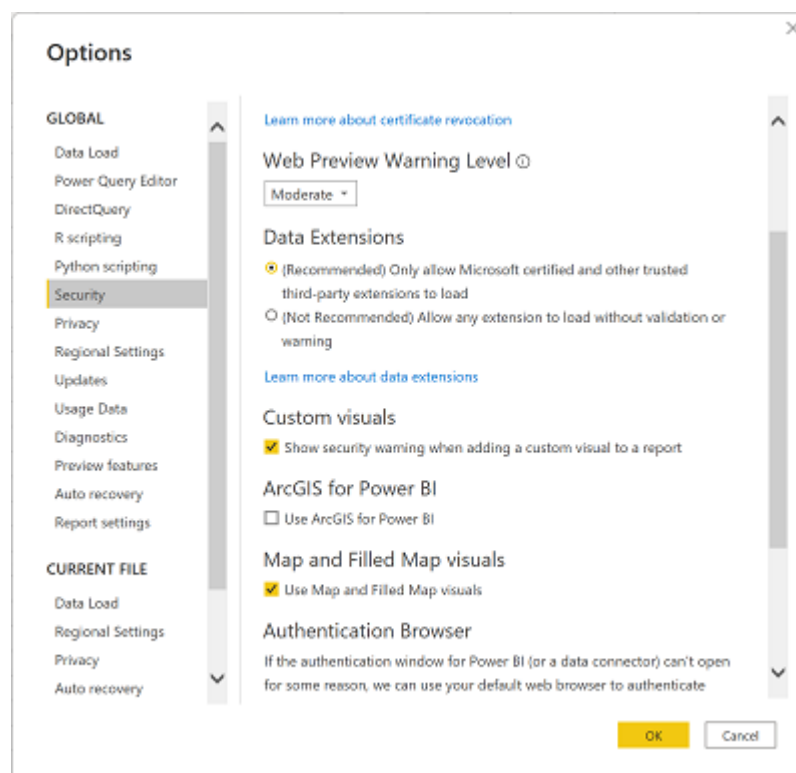 Options
GLOBAL
Data Load
Power Query Editor
DirectQuery
R scripting
Python scripting
Security
Privacy
Regional Settings
Updates
Usage Data
Diagnostics
Preview features
Auto recovery
Report settings
CURRENT FILE
Data Load
Regional Settings
Privacy
Auto recovery
Learn more about certificate revocation
Web Preview Warning Level
Moderate
Data Extensions
(Recommended) Only allow Microsoft certified and other trusted
third-party extensions to load
(Not Recommended) Allow any extension to load without validation or
warning
Learn more about data extensions
Custom visuals
Show security warning when adding a custom visual to a report
ArcGIS for Power BI
Use ArcGIS for Power BI
Map and Filled Map visuals
Use Map and Filled Map visuals
Authentication Browser
If the authentication window for Power BI (or a data connector) can't open
for some reason, we can use your default web browser to authenticate
OK
Cancel